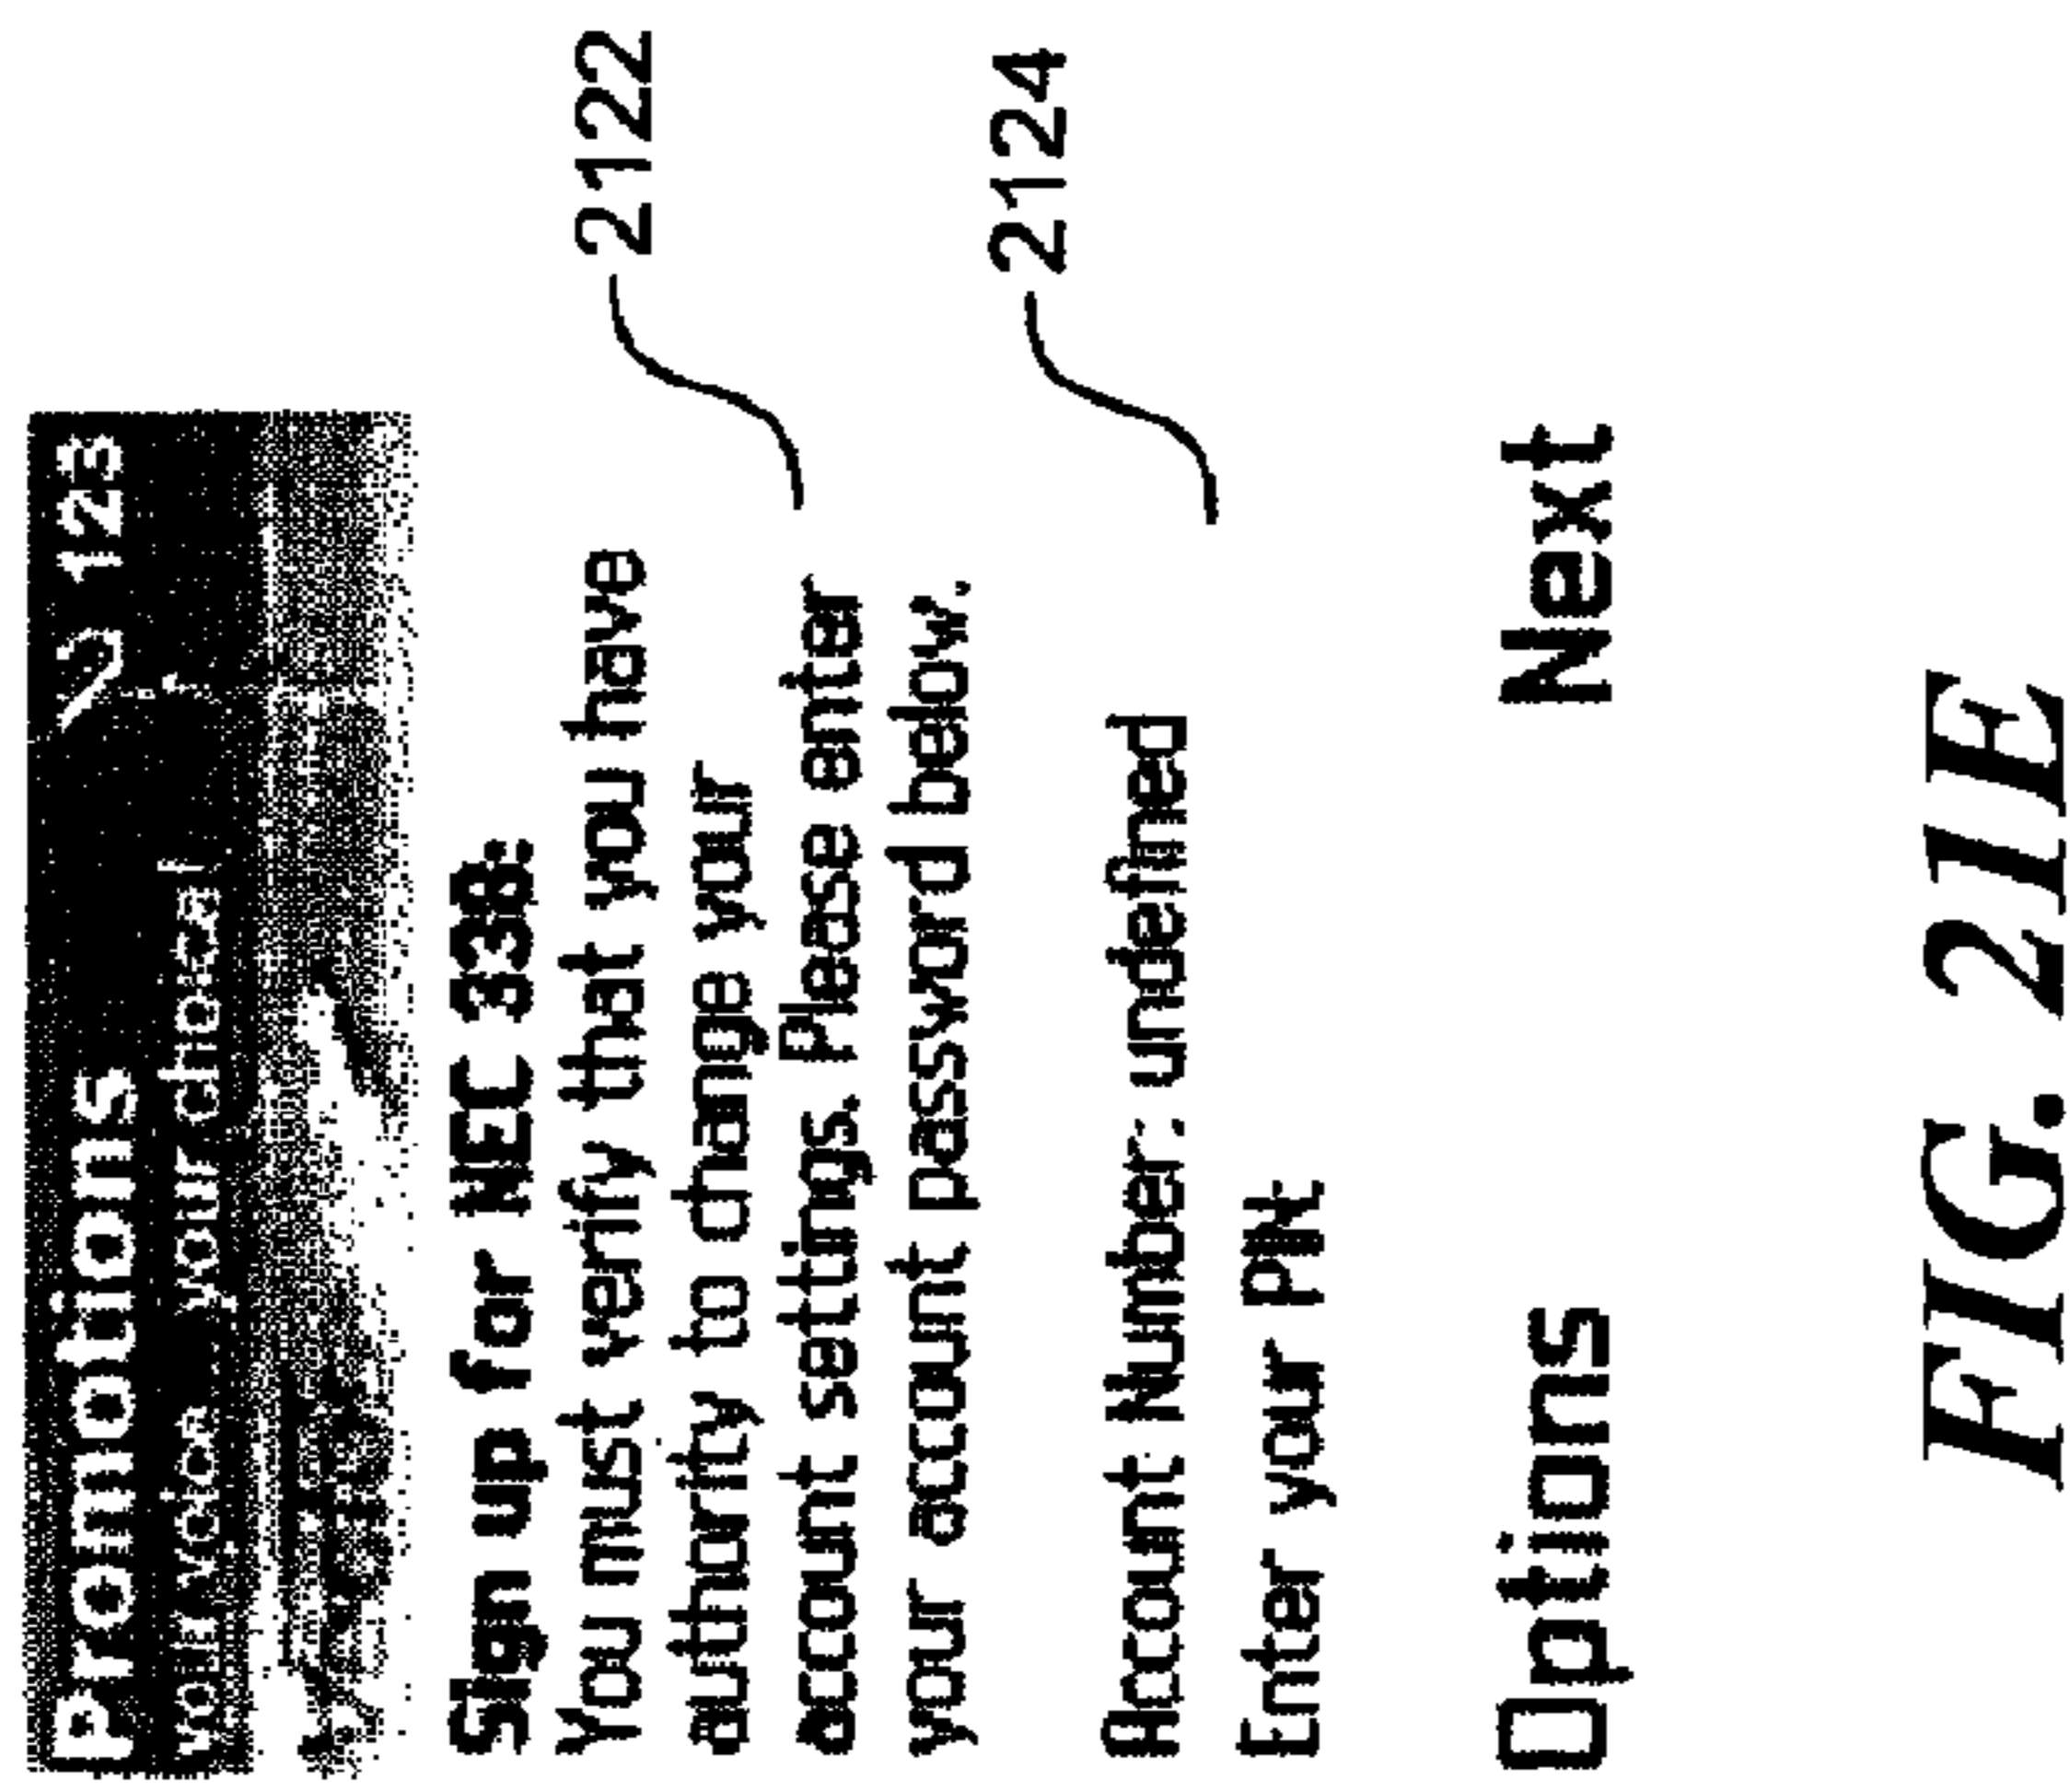 Promotions
123
your voice, your choice!
Sign up for NEC 338:
You must verify that you have
2122
authority to change your
account settings. Please enter
your account password below.
2124
Account Number: undefined
Enter your PIN:
Options Next
FIG. 21E